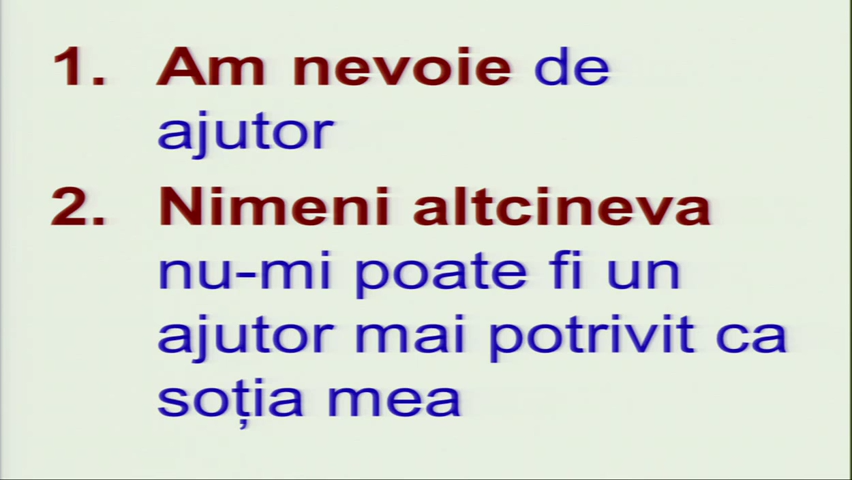 1. Am nevoie de
ajutor
2. Nimeni altcineva
nu-mi poate fi un
ajutor mai potrivit ca
soția mea